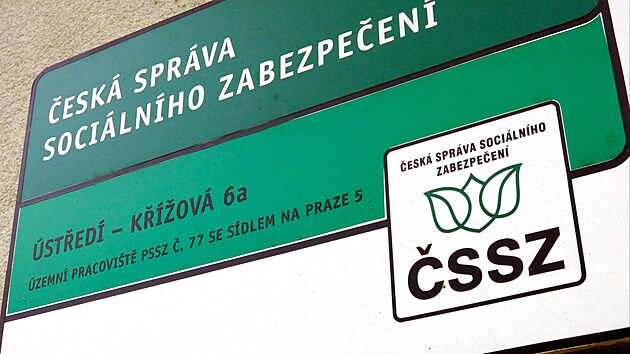 ČESKÁ SPRÁVA
SOCIÁLNÍHO ZABEZPEČENÍ
ÚSTŘEDÍ – KŘÍŽOVÁ 6a
ÚZEMNÍ PRACOVIŠTĚ PSSZ Č. 77 SE SÍDLEM NA PRAZE 5
ČESKÁ SPRÁVA SOCIÁLNÍHO
ZABEZPEČENÍ
ČSSZ